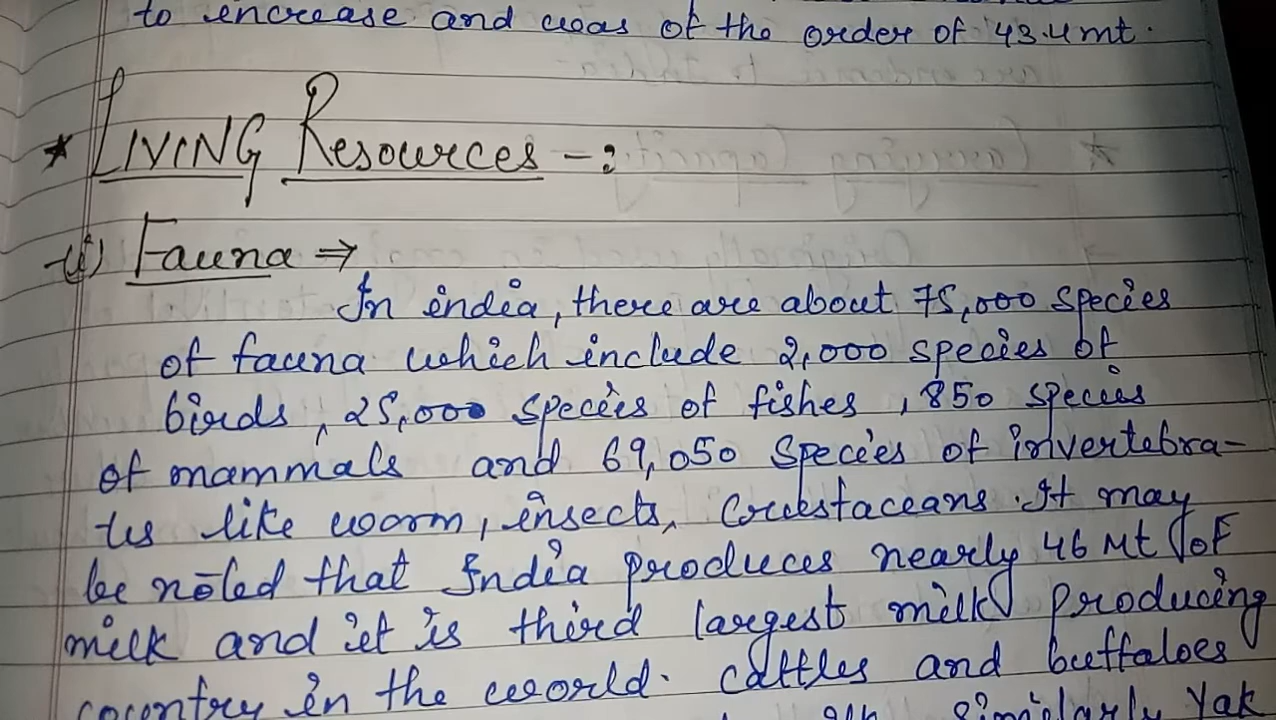 to increase and was of the order of 43.4 mt.
* LIVING Resources -:
(i) Fauna ⇒
In india, there are about 75,000 species
of fauna which include 2,000 species of
birds, 25,000 species of fishes, 850 species
of mammals and 69,050 species of invertebra-
tes like worm, insects, crustaceans. It may
be noted that India produces nearly 46 Mt of
milk and it is third largest milk producing
country in the world. Cattles and buffaloes
similarly Yak